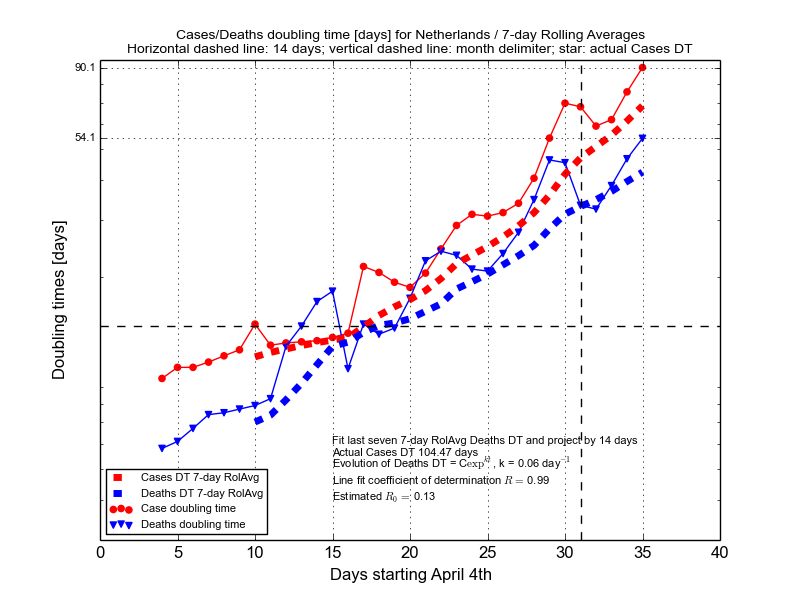 Cases/Deaths doubling time [days] for Netherlands / 7-day Rolling Averages
Horizontal dashed line: 14 days; vertical dashed line: month delimiter; star: actual Cases DT
90.1
54.1
Doubling times [days]
Fit last seven 7-day RolAvg Deaths DT and project by 14 days
Actual Cases DT 104.47 days
Evolution of Deaths DT = Cexp^kt, k = 0.06 day^−1
Line fit coefficient of determination R = 0.99
Estimated R_0 = 0.13
Cases DT 7-day RolAvg
Deaths DT 7-day RolAvg
Case doubling time
Deaths doubling time
0 5 10 15 20 25 30 35 40
Days starting April 4th